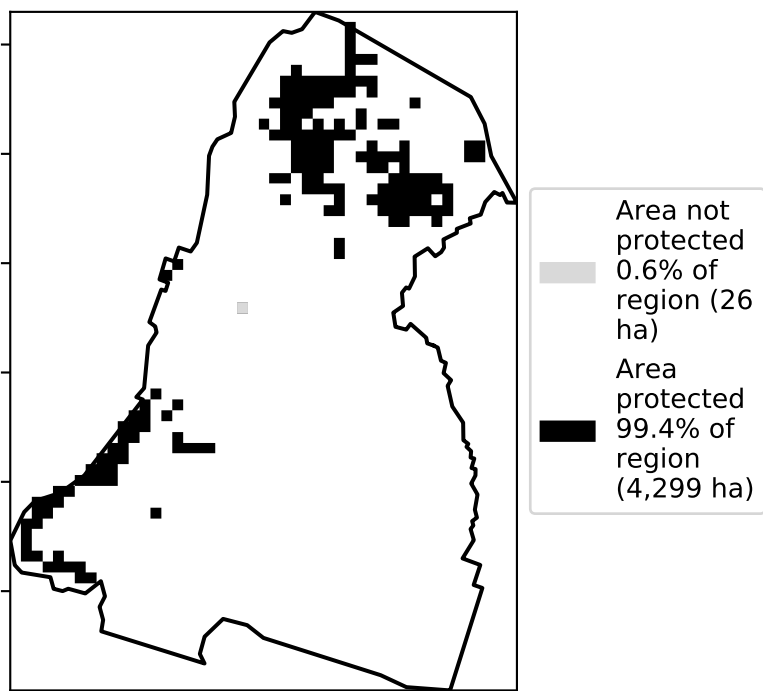 Area not
protected
0.6% of
region (26
ha)
Area
protected
99.4% of
region
(4,299 ha)